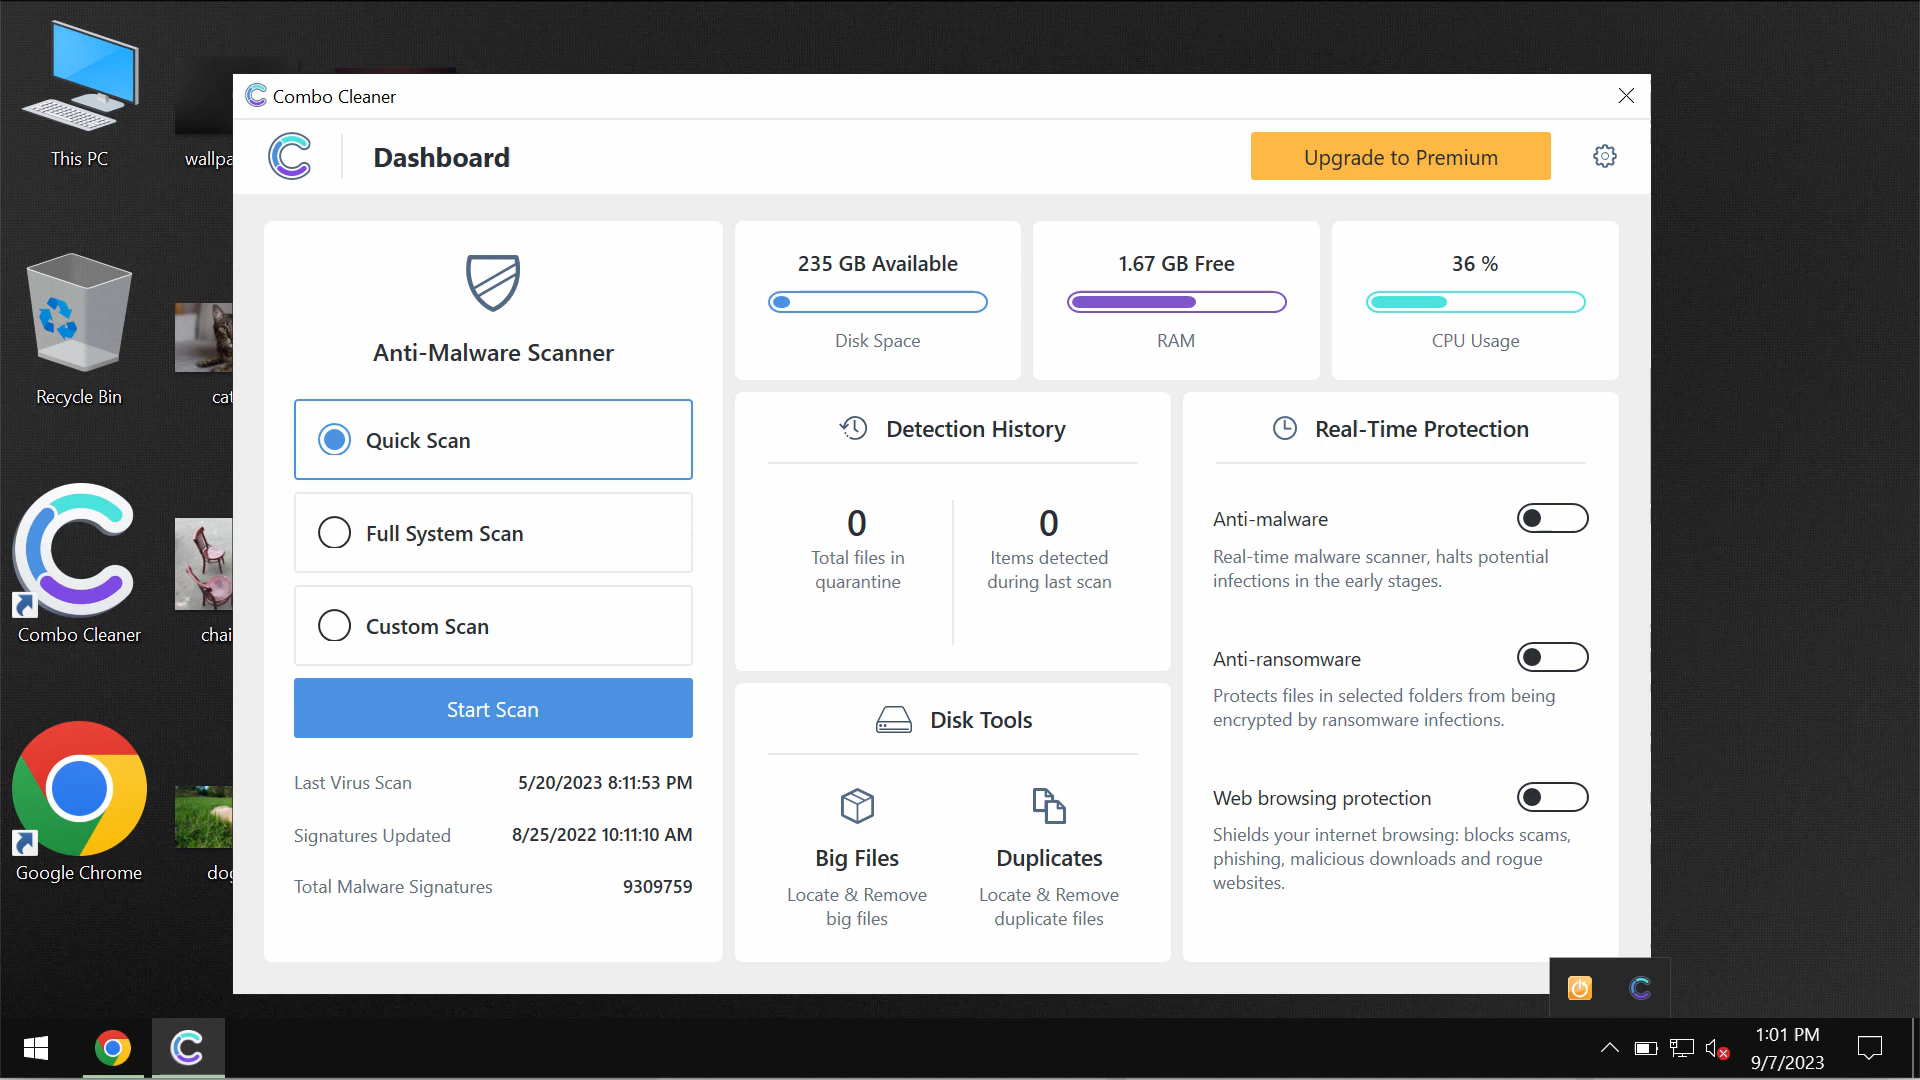 This PC
wallpa
Recycle Bin
cat
Combo Cleaner
chai
Google Chrome
dog
Combo Cleaner
Dashboard
Upgrade to Premium
Anti-Malware Scanner
Quick Scan
Full System Scan
Custom Scan
Start Scan
Last Virus Scan 5/20/2023 8:11:53 PM
Signatures Updated 8/25/2022 10:11:10 AM
Total Malware Signatures 9309759
235 GB Available
Disk Space
1.67 GB Free
RAM
36 %
CPU Usage
Detection History
0
Total files in
quarantine
0
Items detected
during last scan
Disk Tools
Big Files
Locate & Remove
big files
Duplicates
Locate & Remove
duplicate files
Real-Time Protection
Anti-malware
Real-time malware scanner, halts potential
infections in the early stages.
Anti-ransomware
Protects files in selected folders from being
encrypted by ransomware infections.
Web browsing protection
Shields your internet browsing: blocks scams,
phishing, malicious downloads and rogue
websites.
1:01 PM
9/7/2023